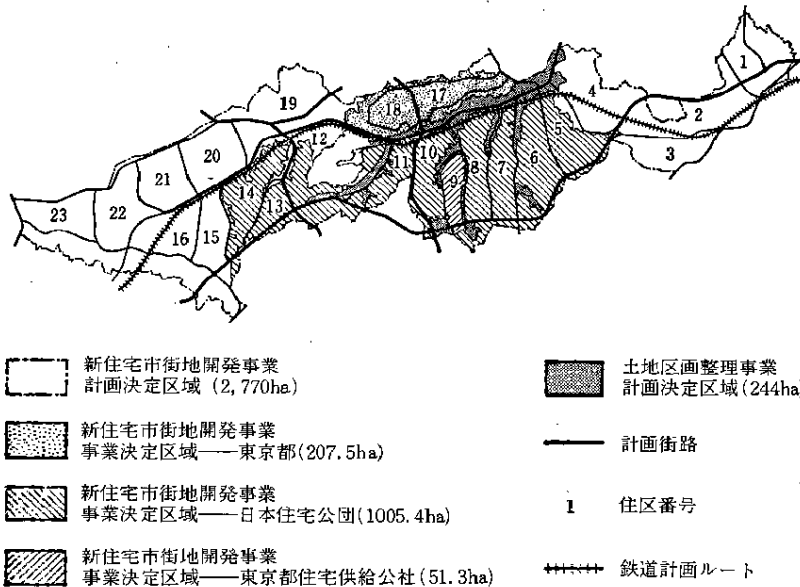 1
2
3
4
5
6
7
8
9
10
11
12
13
14
15
16
17
18
19
20
21
22
23
新住宅市街地開発事業
計画決定区域(2,770ha)
新住宅市街地開発事業
事業決定区域——東京都(207.5ha)
新住宅市街地開発事業
事業決定区域——日本住宅公団(1005.4ha)
新住宅市街地開発事業
事業決定区域——東京都住宅供給公社(51.3ha)
土地区画整理事業
計画決定区域(244ha)
計画街路
1 住区番号
鉄道計画ルート